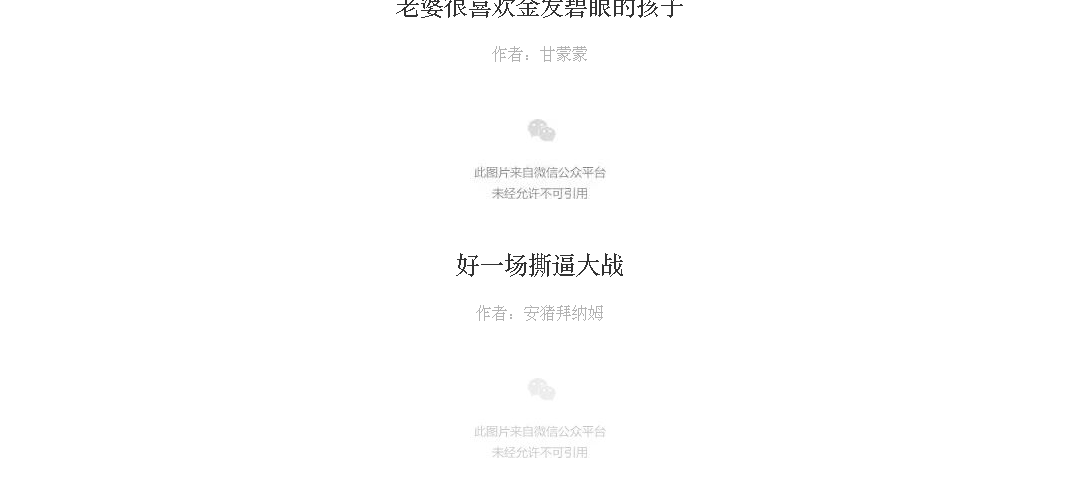 老婆很喜欢金发碧眼的孩子
作者：甘蒙蒙
此图片来自微信公众平台
未经允许不可引用
好一场撕逼大战
作者：安猪拜纳姆
此图片来自微信公众平台
未经允许不可引用